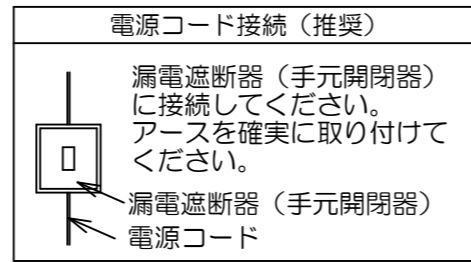 電源コード接続（推奨）
漏電遮断器（手元開閉器）
に接続してください。
アースを確実に取り付けて
ください。
漏電遮断器（手元開閉器）
電源コード